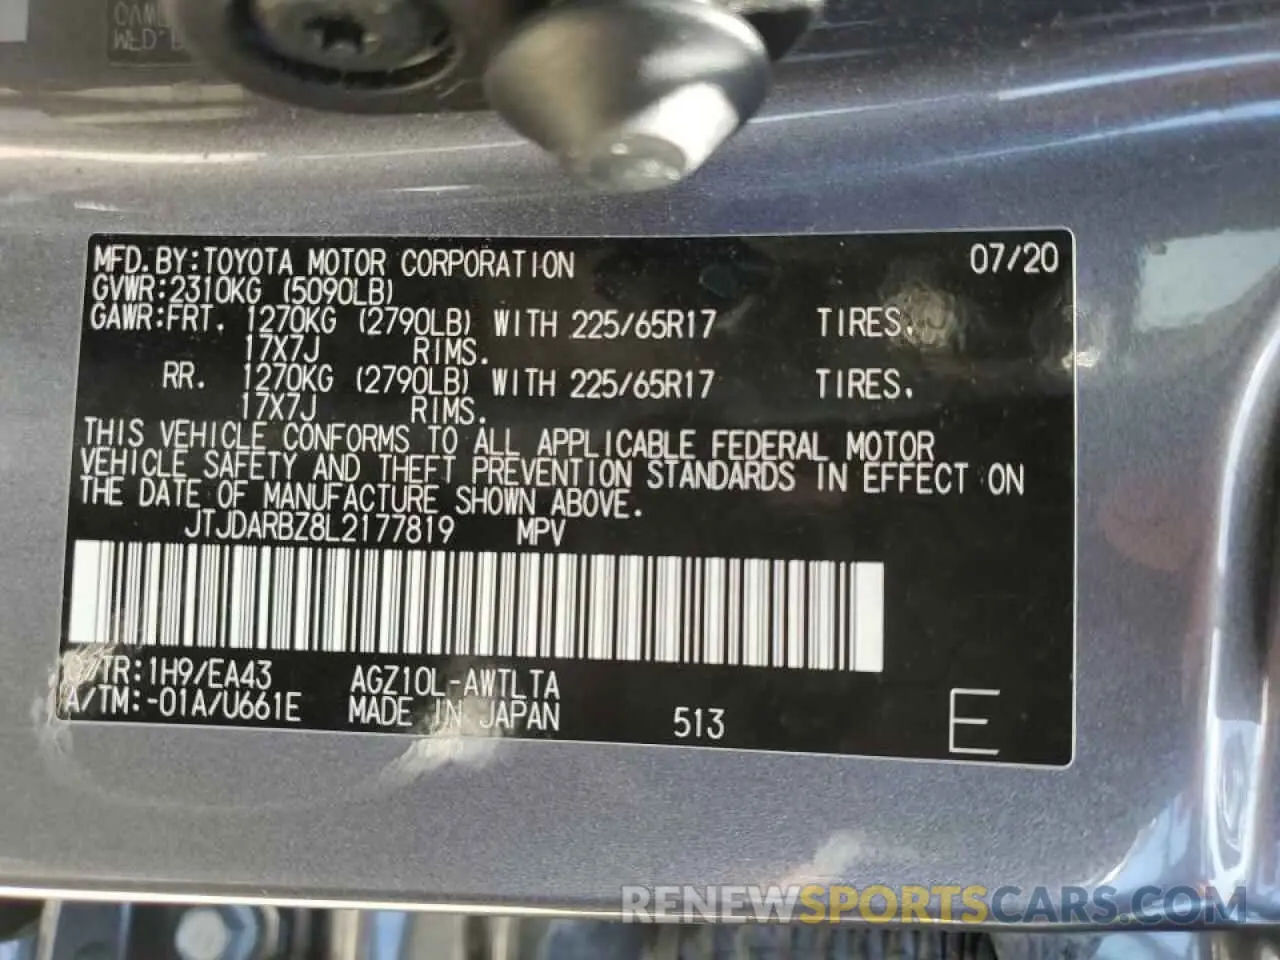 MFD.BY:TOYOTA MOTOR CORPORATION 07/20
GVWR:2310KG (5090LB)
GAWR:FRT. 1270KG (2790LB) WITH 225/65R17 TIRES,
17X7J RIMS.
RR. 1270KG (2790LB) WITH 225/65R17 TIRES,
17X7J RIMS.
THIS VEHICLE CONFORMS TO ALL APPLICABLE FEDERAL MOTOR
VEHICLE SAFETY AND THEFT PREVENTION STANDARDS IN EFFECT ON
THE DATE OF MANUFACTURE SHOWN ABOVE.
JTJDARBZ8L2177819 MPV
C/TR:1H9/EA43 AGZ10L-AWTLTA
A/TM:-01A/U661E MADE IN JAPAN 513 E
RENEWSPORTSCARS.COM